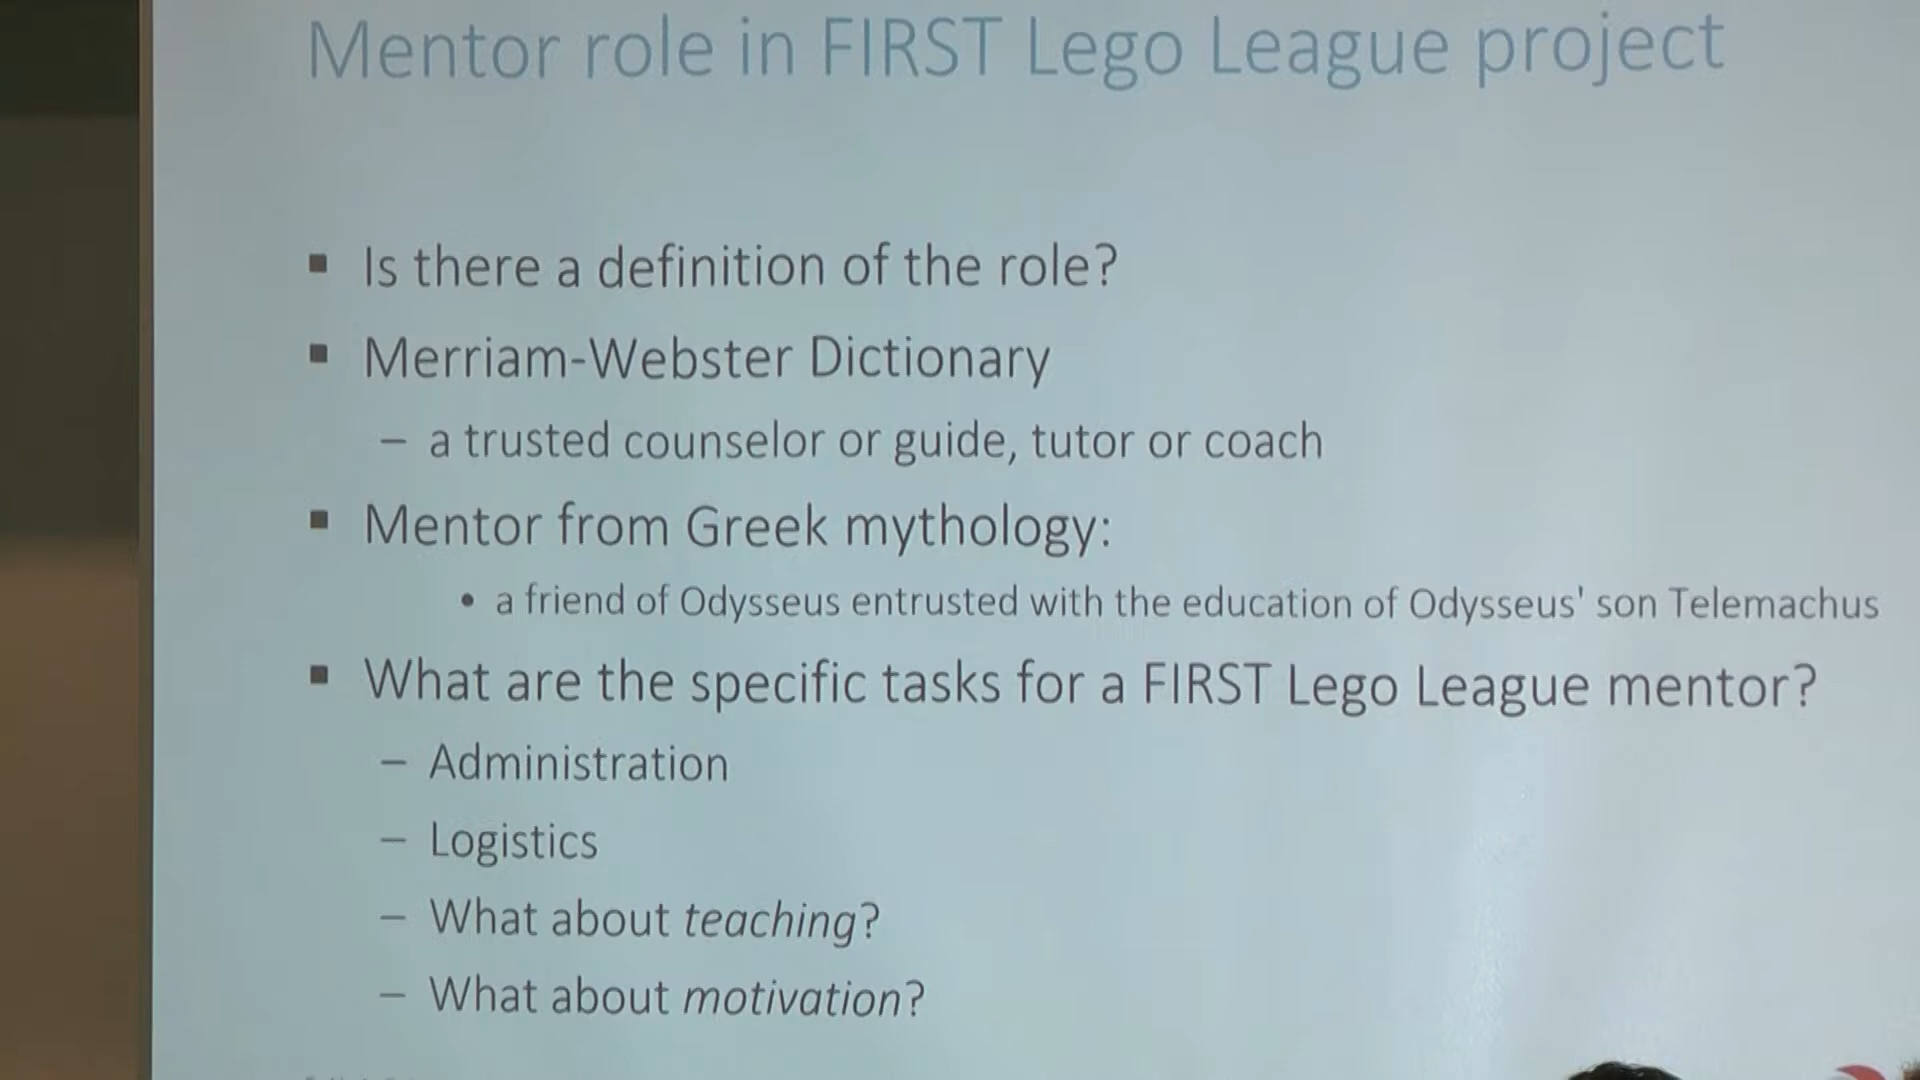 Mentor role in FIRST Lego League project
▪ Is there a definition of the role?
▪ Merriam-Webster Dictionary
– a trusted counselor or guide, tutor or coach
▪ Mentor from Greek mythology:
• a friend of Odysseus entrusted with the education of Odysseus' son Telemachus
▪ What are the specific tasks for a FIRST Lego League mentor?
– Administration
– Logistics
– What about teaching?
– What about motivation?